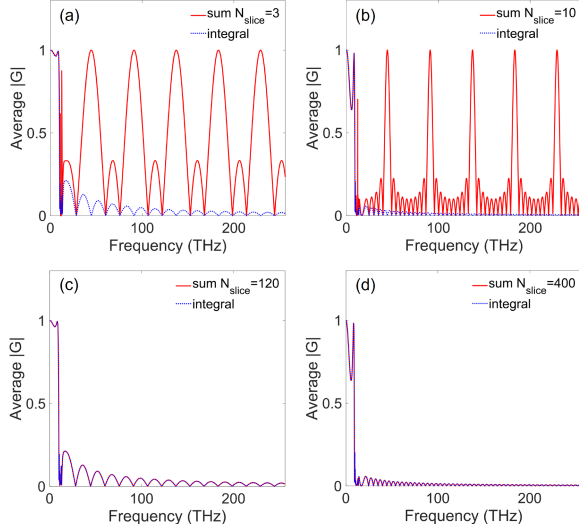 (a)
sum N_slice=3
integral
1
0.5
0
Average |G|
0
100
200
Frequency (THz)
(b)
sum N_slice=10
integral
1
0.5
0
Average |G|
0
100
200
Frequency (THz)
(c)
sum N_slice=120
integral
1
0.5
0
Average |G|
0
100
200
Frequency (THz)
(d)
sum N_slice=400
integral
1
0.5
0
Average |G|
0
100
200
Frequency (THz)